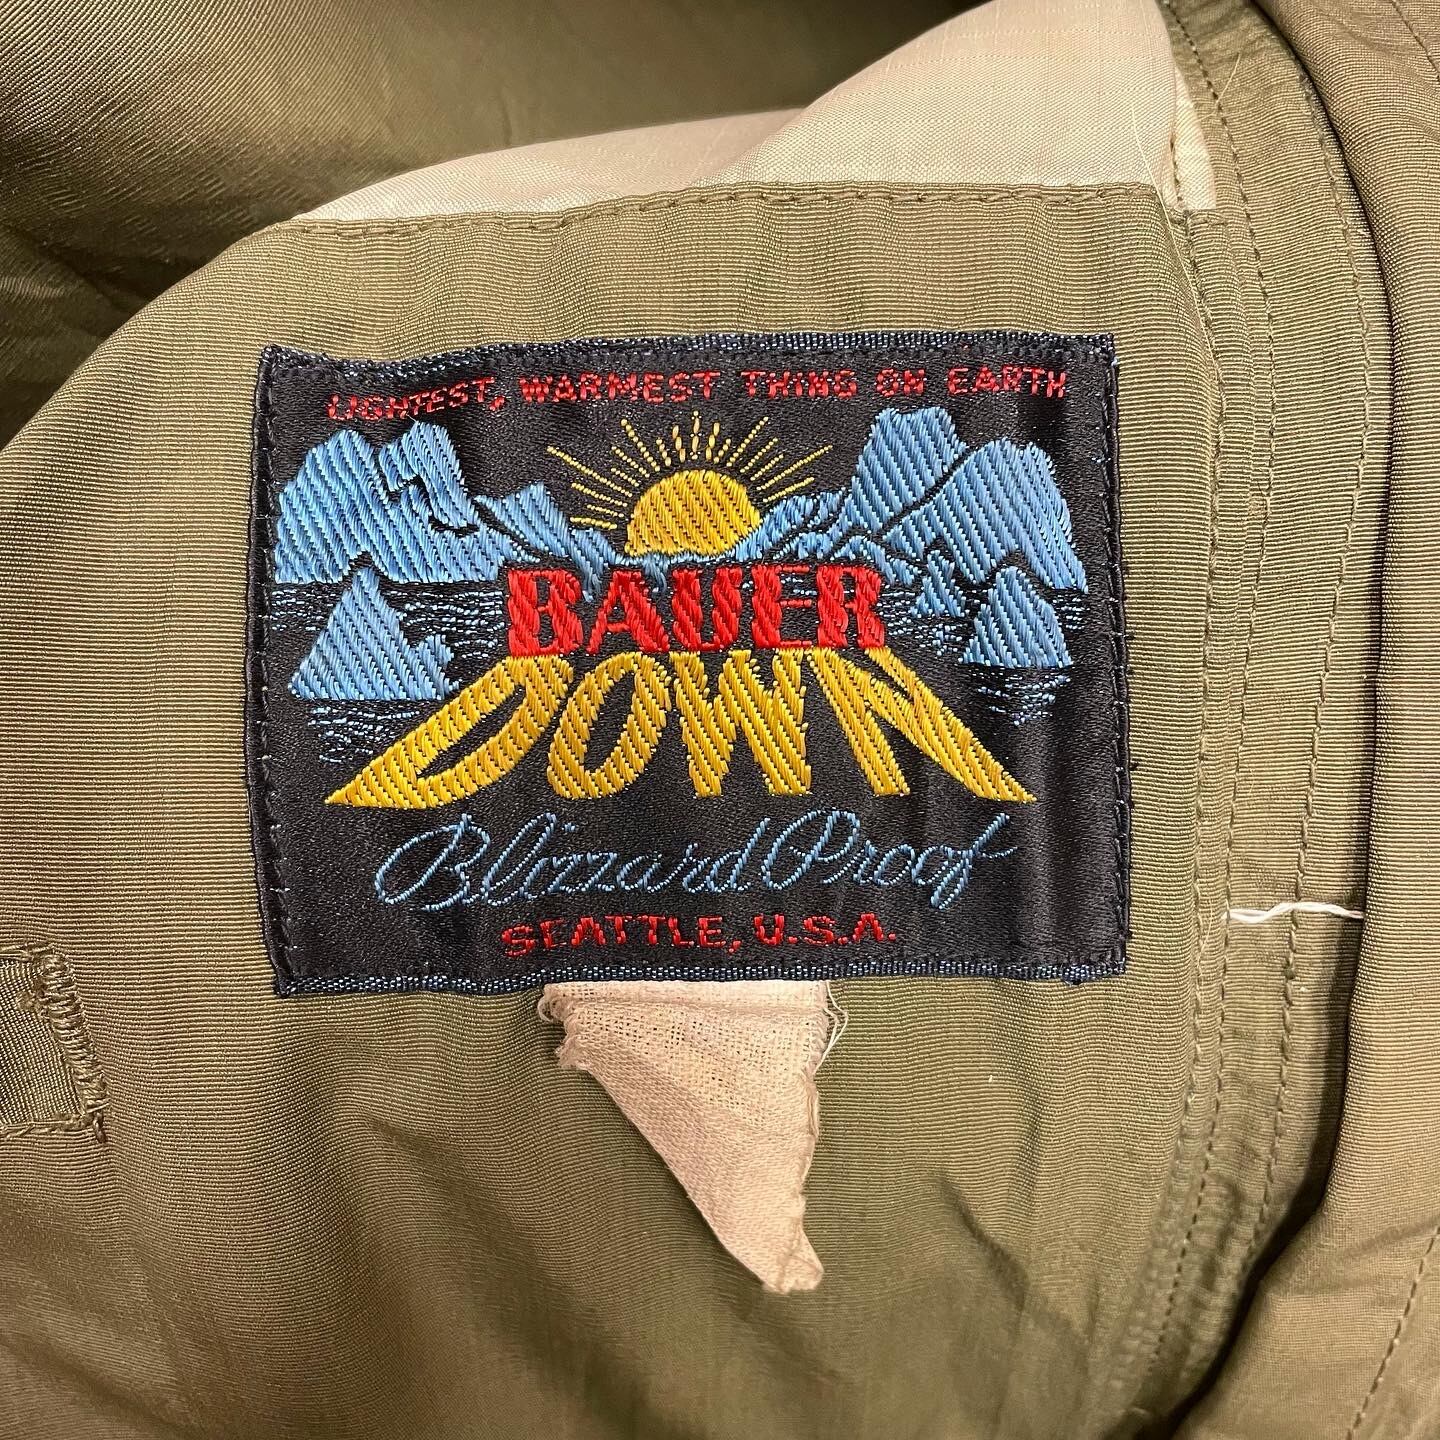 LIGHTEST, WARMEST THING ON EARTH
BAUER
DOWN
Blizzard Proof
SEATTLE, U.S.A.